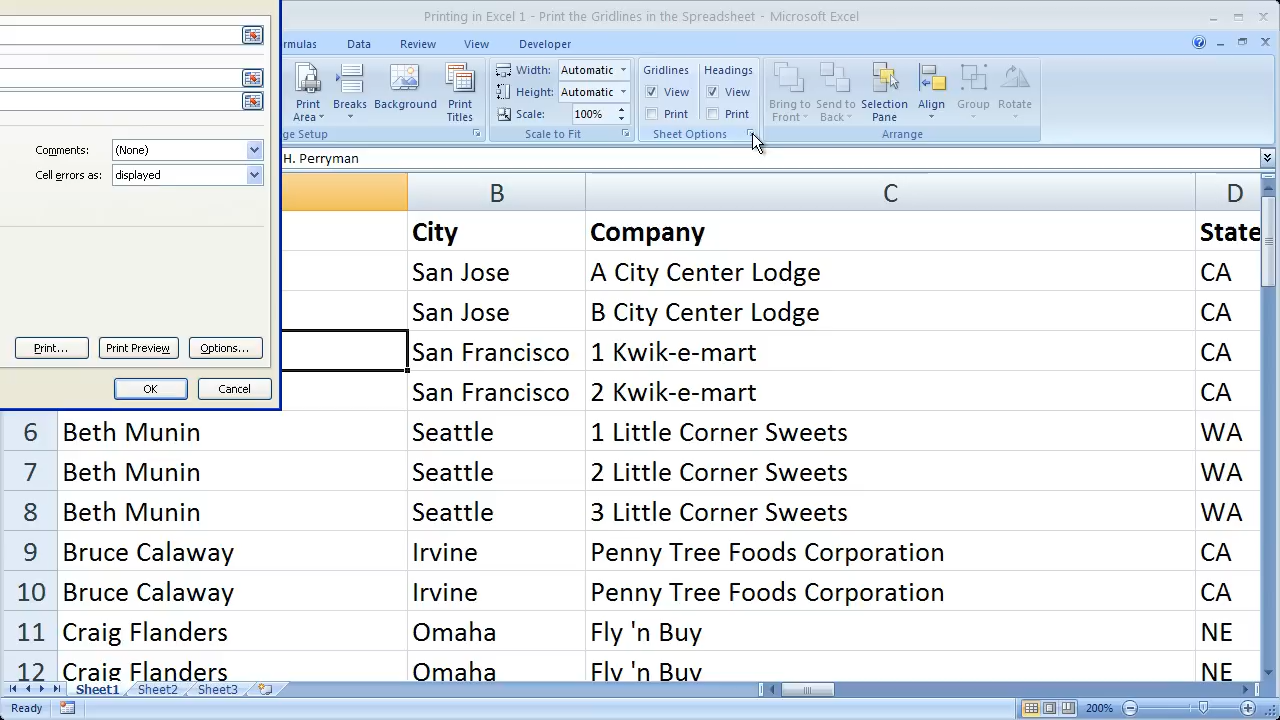 Printing in Excel 1 - Print the Gridlines in the Spreadsheet - Microsoft Excel
Data Review View Developer
Print Area
Breaks
Background
Print Titles
Width: Automatic
Height: Automatic
Scale: 100%
Gridlines
View
Print
Headings
View
Print
Bring to Front
Send to Back
Selection Pane
Align
Group
Rotate
Scale to Fit
Sheet Options
Arrange
H. Perryman
Comments: (None)
Cell errors as: displayed
Print... Print Preview Options...
OK Cancel
B C D
City Company State
San Jose A City Center Lodge CA
San Jose B City Center Lodge CA
San Francisco 1 Kwik-e-mart CA
San Francisco 2 Kwik-e-mart CA
6 Beth Munin Seattle 1 Little Corner Sweets WA
7 Beth Munin Seattle 2 Little Corner Sweets WA
8 Beth Munin Seattle 3 Little Corner Sweets WA
9 Bruce Calaway Irvine Penny Tree Foods Corporation CA
10 Bruce Calaway Irvine Penny Tree Foods Corporation CA
11 Craig Flanders Omaha Fly 'n Buy NE
12 Craig Flanders Omaha Fly 'n Buy NE
Sheet1 Sheet2 Sheet3
Ready 200%